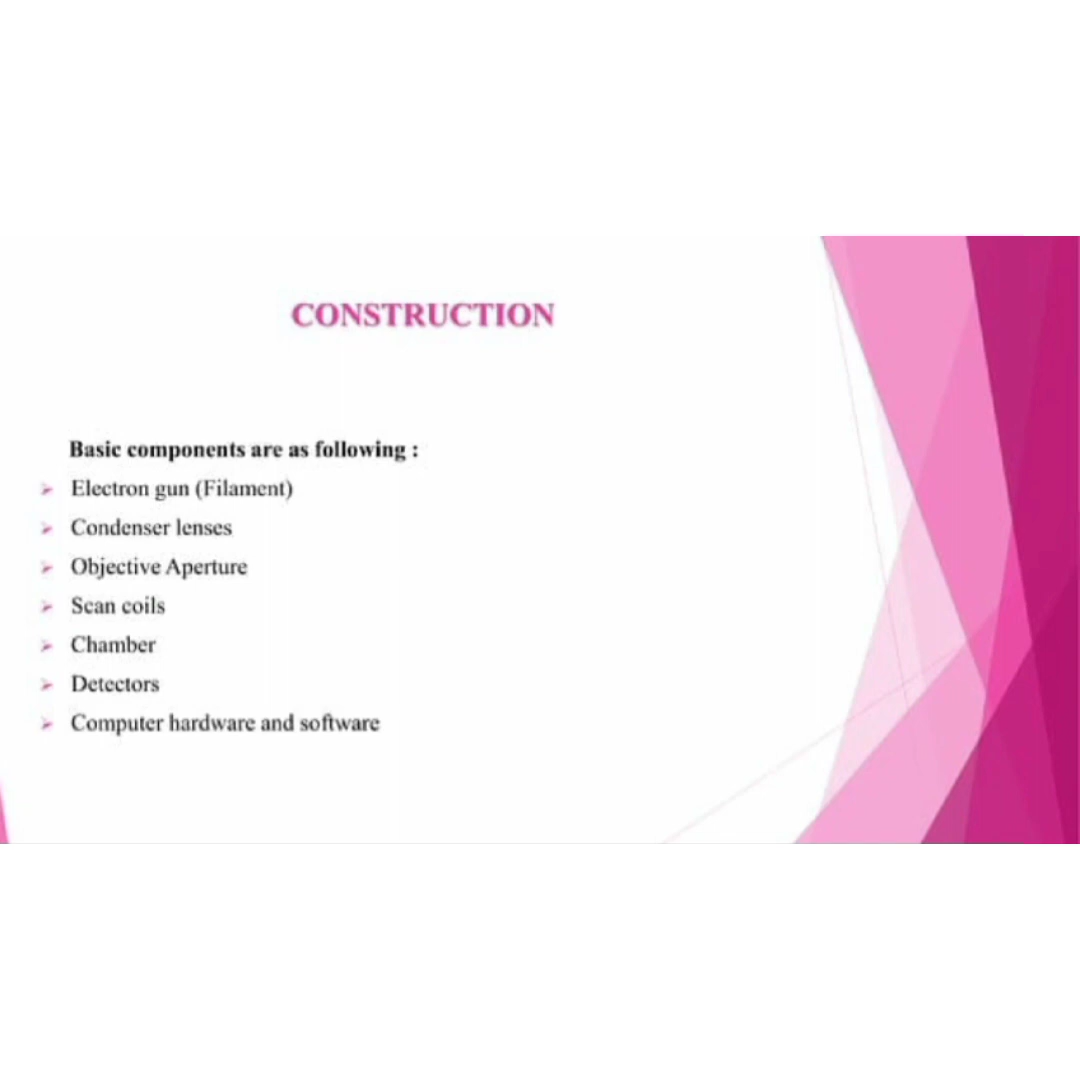 CONSTRUCTION
Basic components are as following :
Electron gun (Filament)
Condenser lenses
Objective Aperture
Scan coils
Chamber
Detectors
Computer hardware and software